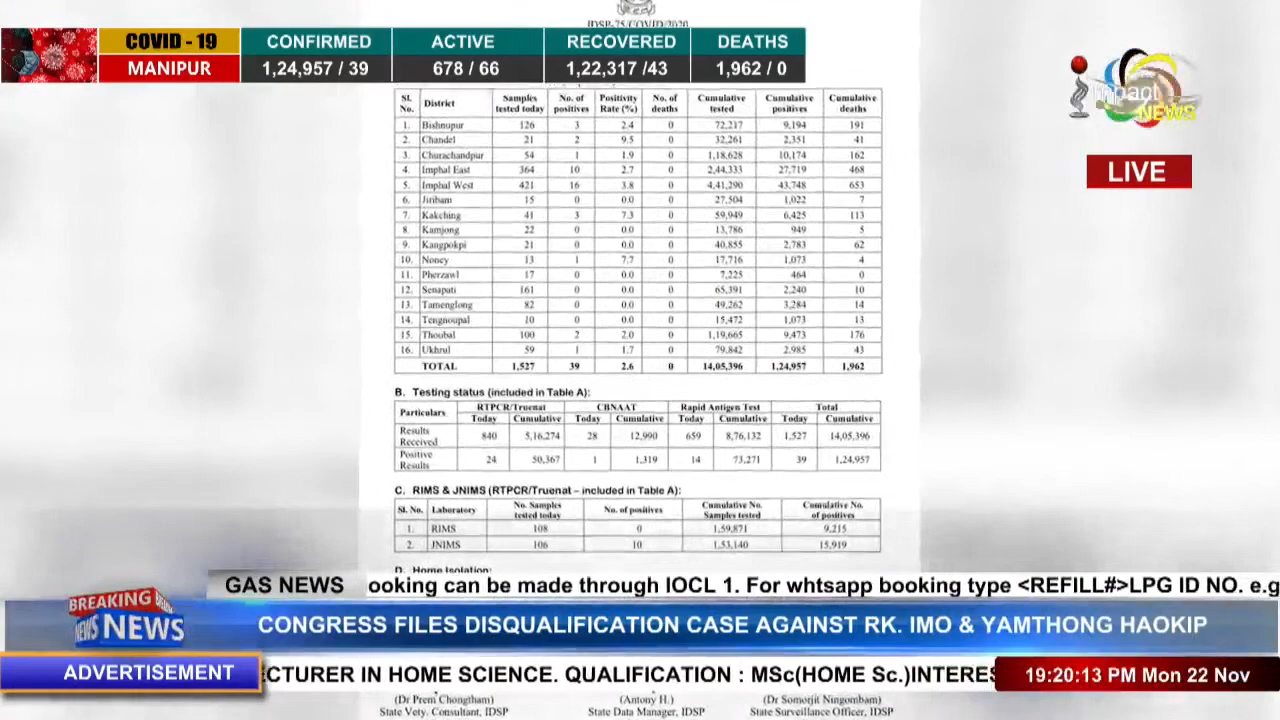 IDSP-75/COVID/2020
COVID - 19 CONFIRMED ACTIVE RECOVERED DEATHS
MANIPUR 1,24,957 / 39 678 / 66 1,22,317 /43 1,962 / 0
impact
NEWS
LIVE
Sl. No. District Samples tested today No. of positives Positivity Rate (%) No. of deaths Cumulative tested Cumulative positives Cumulative deaths
1. Bishnupur 126 3 2.4 0 72,217 9,194 191
2. Chandel 21 2 9.5 0 32,261 2,351 41
3. Churachandpur 54 1 1.9 0 1,18,628 10,174 162
4. Imphal East 364 10 2.7 0 2,44,333 27,719 468
5. Imphal West 421 16 3.8 0 4,41,290 43,748 653
6. Jiribam 15 0 0.0 0 27,504 1,022 7
7. Kakching 41 3 7.3 0 59,949 6,425 113
8. Kamjong 22 0 0.0 0 13,786 949 5
9. Kangpokpi 21 0 0.0 0 40,855 2,783 62
10. Noney 13 1 7.7 0 17,716 1,073 4
11. Pherzawl 17 0 0.0 0 7,225 464 0
12. Senapati 161 0 0.0 0 65,391 2,240 10
13. Tamenglong 82 0 0.0 0 49,262 3,284 14
14. Tengnoupal 10 0 0.0 0 15,472 1,073 13
15. Thoubal 100 2 2.0 0 1,19,665 9,473 176
16. Ukhrul 59 1 1.7 0 79,842 2,985 43
TOTAL 1,527 39 2.6 0 14,05,396 1,24,957 1,962
B. Testing status (included in Table A):
Particulars RTPCR/Truenat CBNAAT Rapid Antigen Test Total
Today Cumulative Today Cumulative Today Cumulative Today Cumulative
Results Received 840 5,16,274 28 12,990 659 8,76,132 1,527 14,05,396
Positive Results 24 50,367 1 1,319 14 73,271 39 1,24,957
C. RIMS & JNIMS (RTPCR/Truenat – included in Table A):
Sl. No. Laboratory No. Samples tested today No. of positives Cumulative No. Samples tested Cumulative No. of positives
1. RIMS 108 0 1,59,871 9,215
2. JNIMS 106 10 1,53,140 15,919
D. Home Isolation:
GAS NEWS ooking can be made through IOCL 1. For whtsapp booking type <REFILL#>LPG ID NO. e.g
BREAKING NEWS
NEWS CONGRESS FILES DISQUALIFICATION CASE AGAINST RK. IMO & YAMTHONG HAOKIP
ADVERTISEMENT ECTURER IN HOME SCIENCE. QUALIFICATION : MSc(HOME Sc.)INTERES 19:20:13 PM Mon 22 Nov
(Dr Prem Chongtham) (Antony H.) (Dr Somorjit Ningombam)
State Vety. Consultant, IDSP State Data Manager, IDSP State Surveillance Officer, IDSP